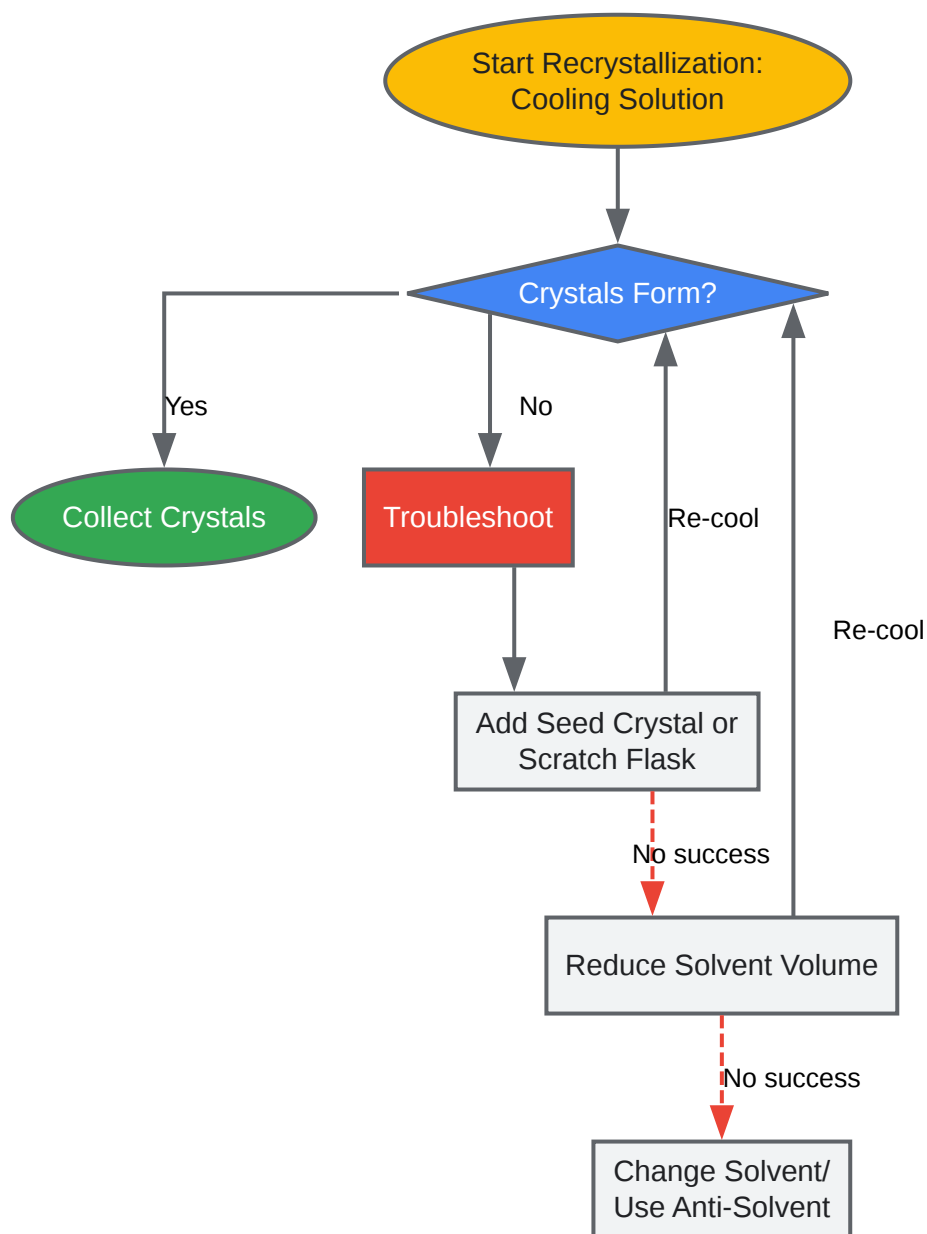 Start Recrystallization:
Cooling Solution
Crystals Form?
Yes
No
Collect Crystals
Troubleshoot
Re-cool
Re-cool
Add Seed Crystal or
Scratch Flask
No success
Reduce Solvent Volume
No success
Change Solvent/
Use Anti-Solvent